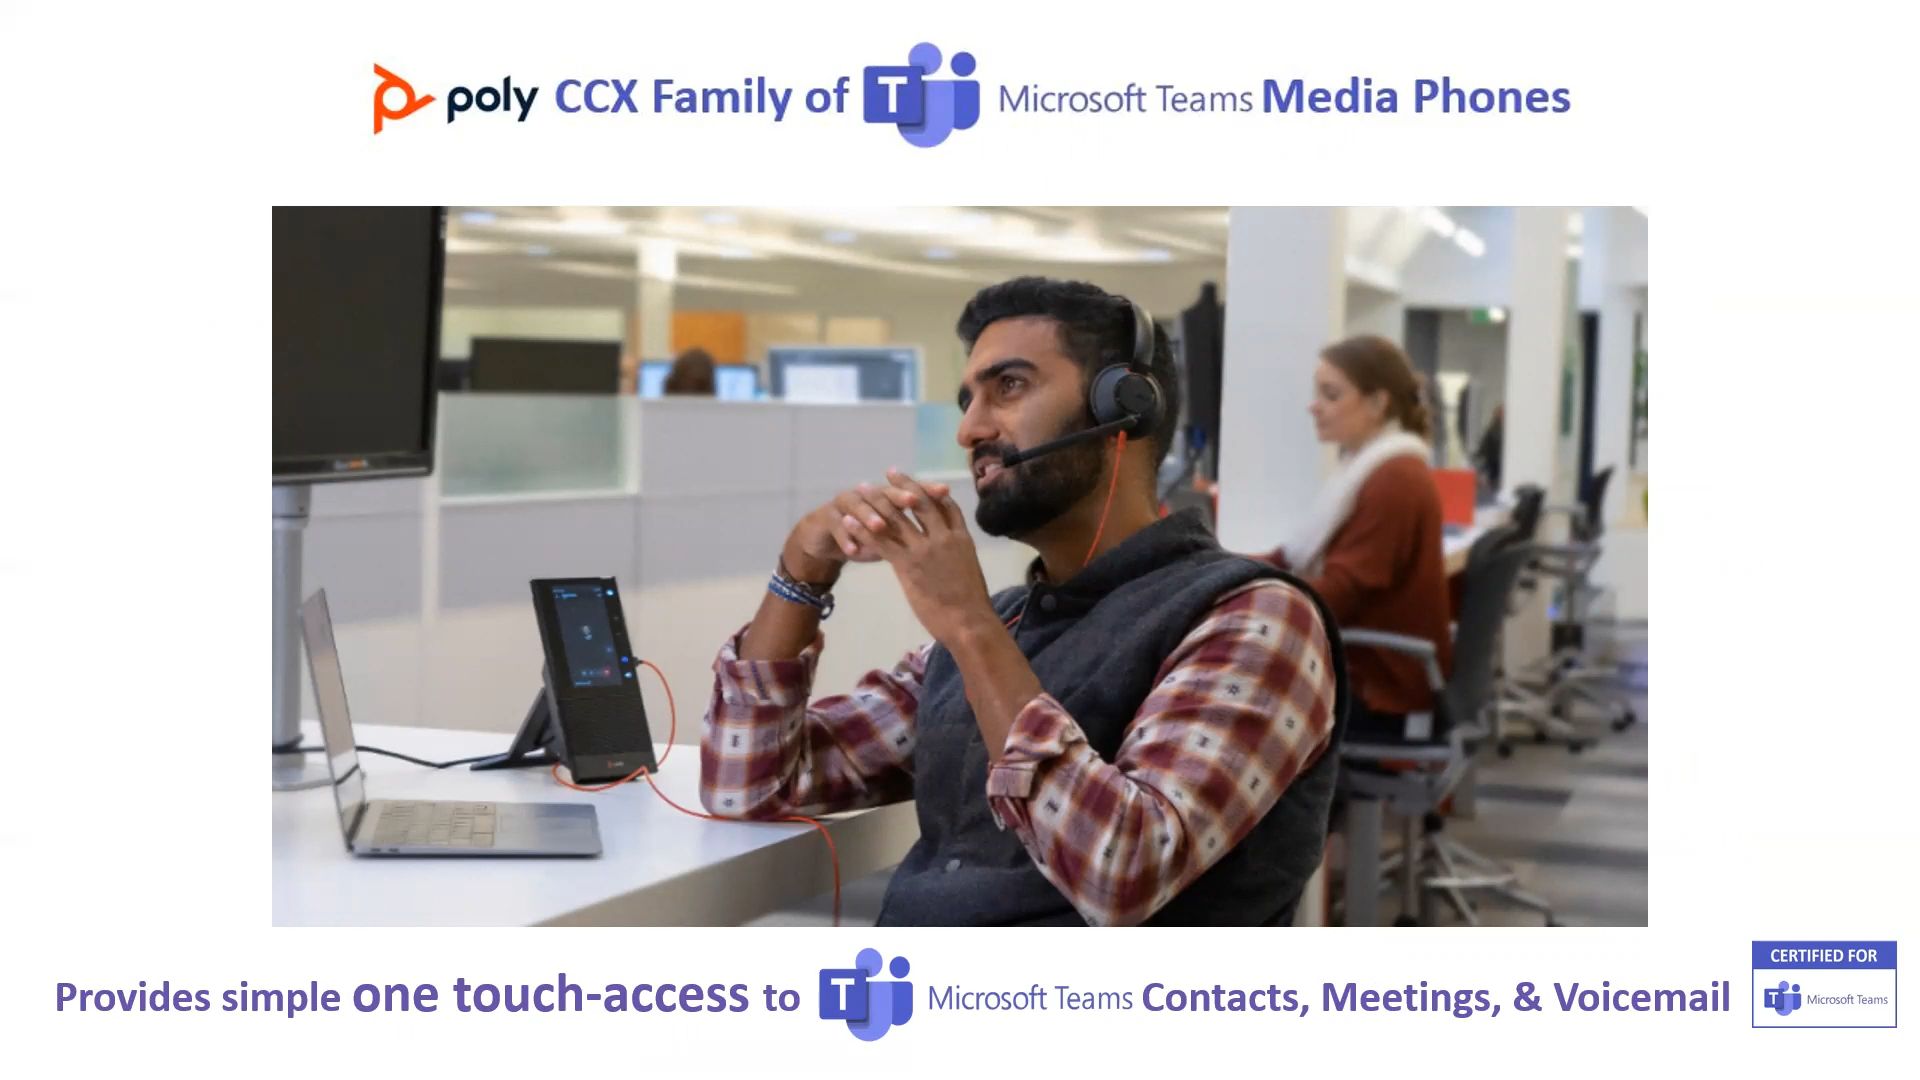 poly CCX Family of T Microsoft Teams Media Phones
Provides simple one touch-access to T Microsoft Teams Contacts, Meetings, & Voicemail
CERTIFIED FOR
T Microsoft Teams